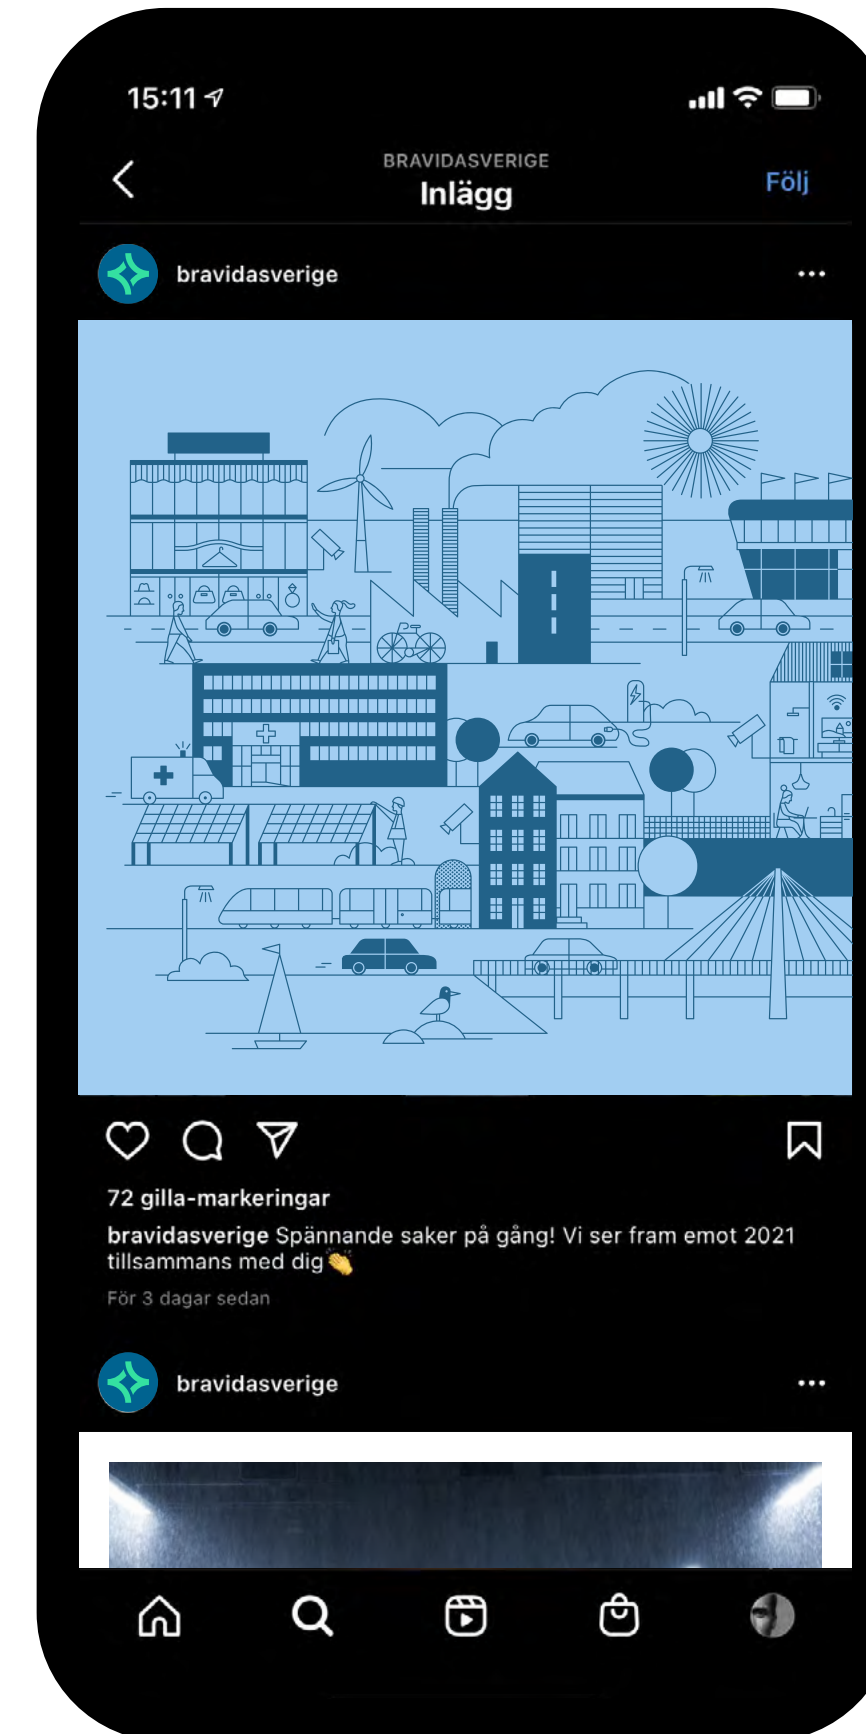 15:11
BRAVIDASVERIGE
Inlägg
Följ
bravidasverige
72 gilla-markeringar
bravidasverige Spännande saker på gång! Vi ser fram emot 2021
tillsammans med dig👏
För 3 dagar sedan
bravidasverige